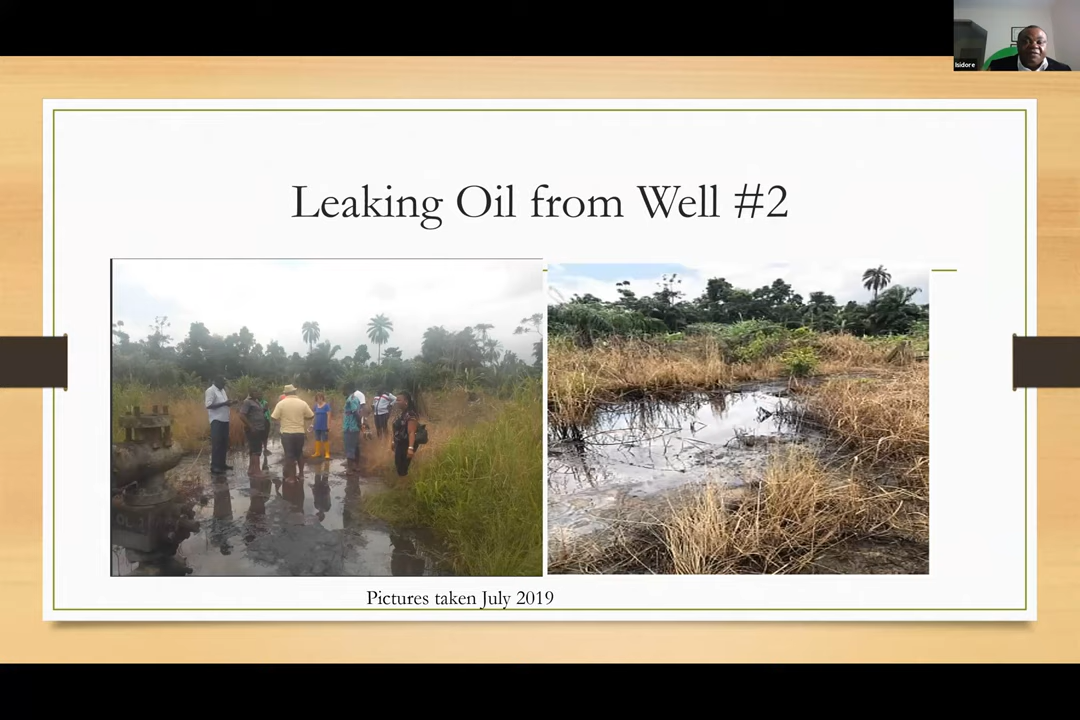 Isidore
Leaking Oil from Well #2
Pictures taken July 2019